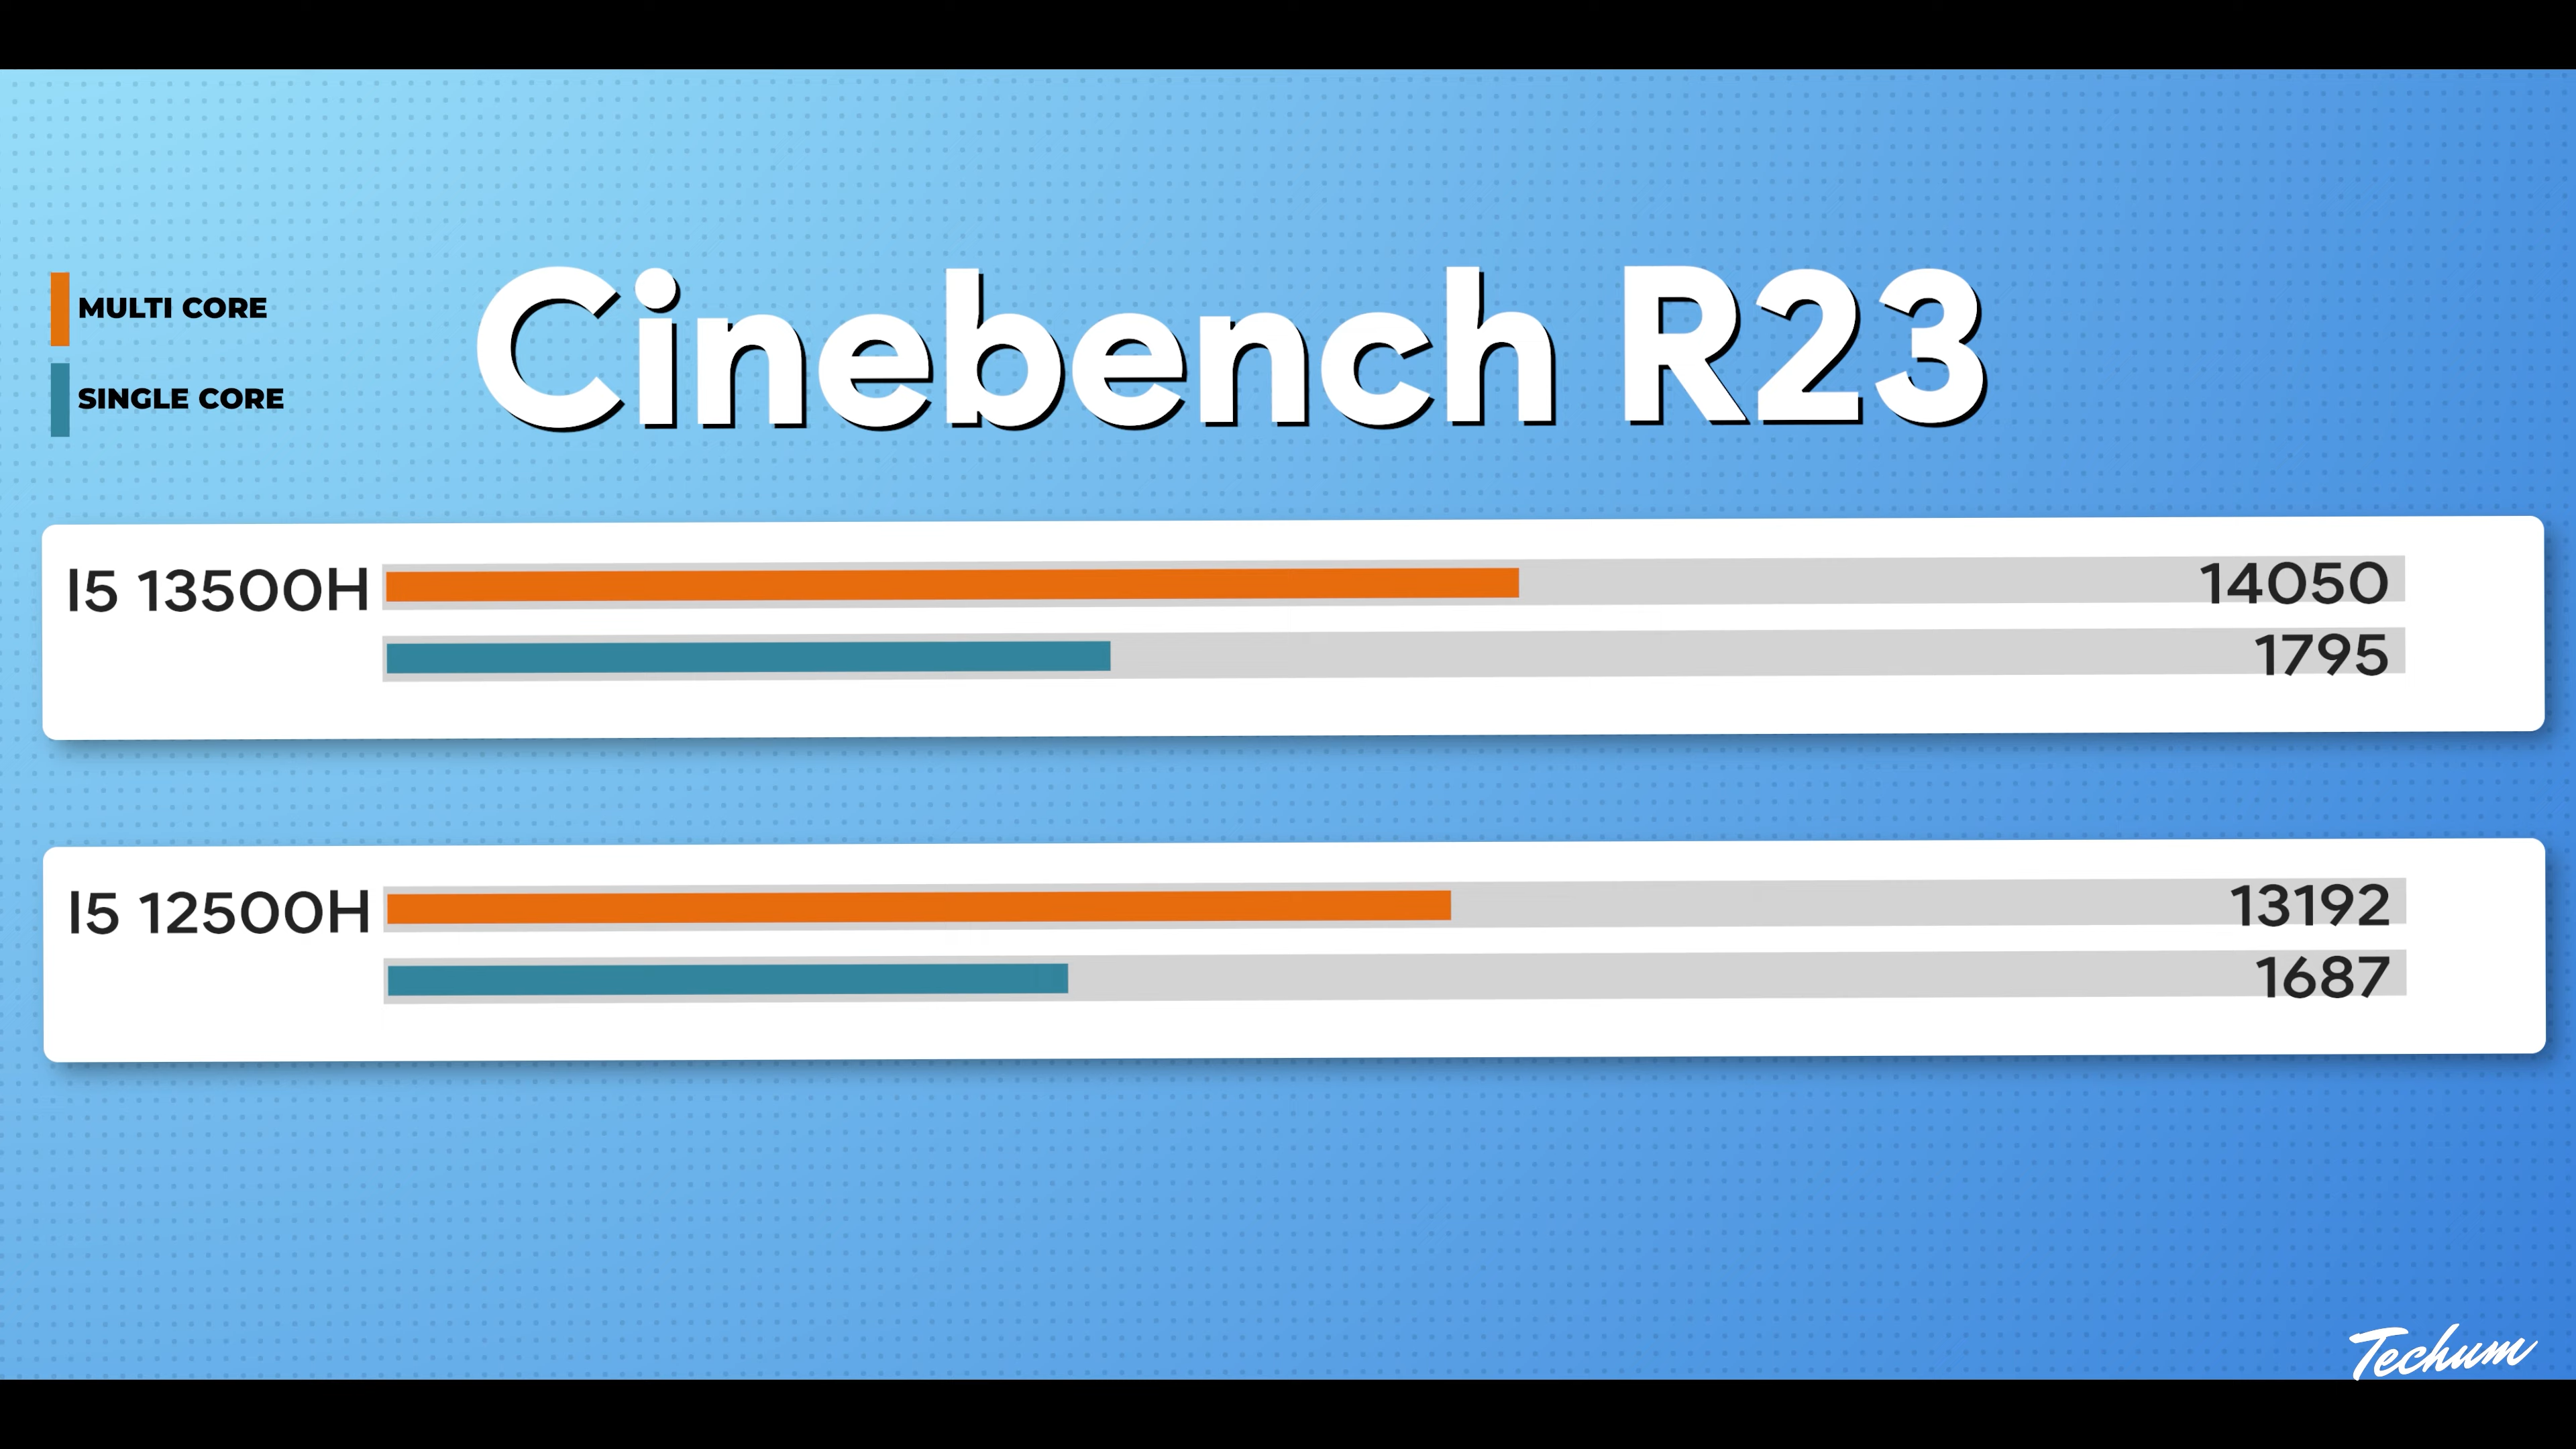 Cinebench R23
MULTI CORE
SINGLE CORE
I5 13500H 14050
1795
I5 12500H 13192
1687
Techum